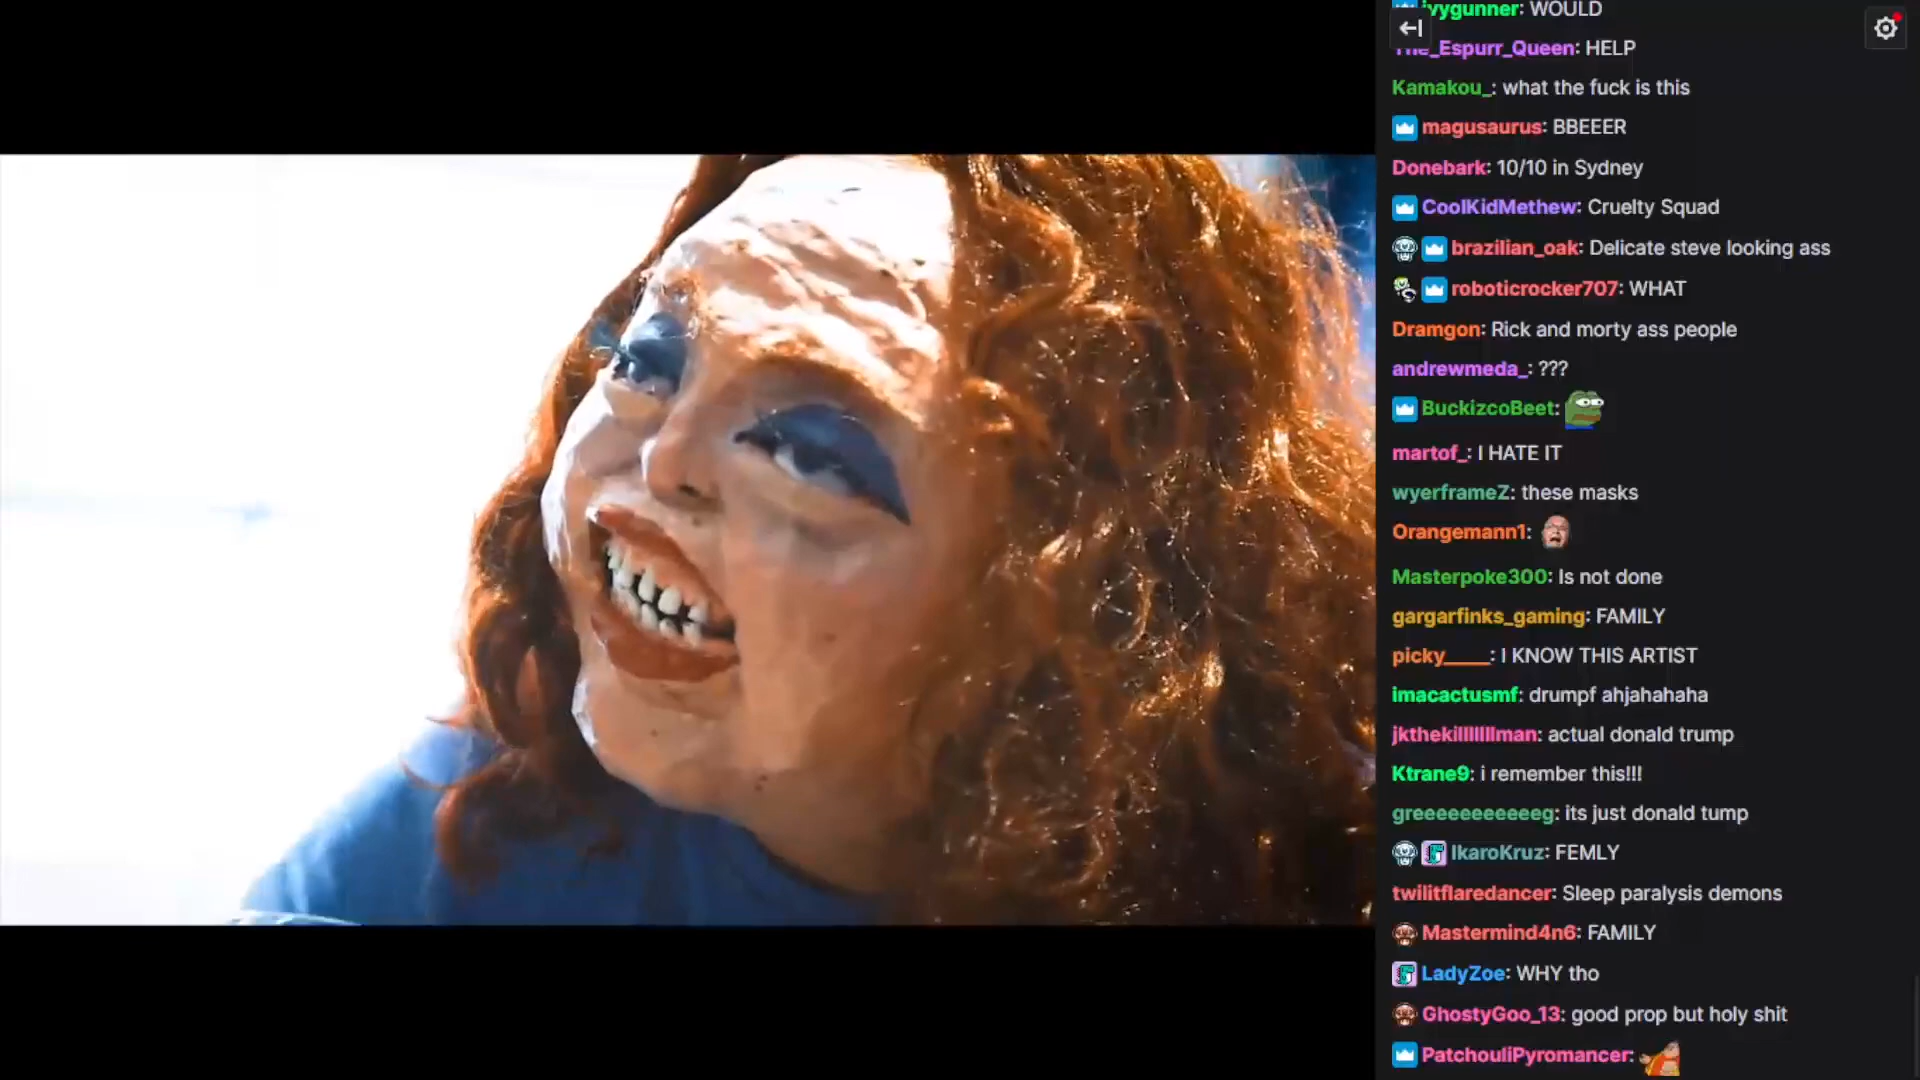 ivygunner: WOULD
The_Espurr_Queen: HELP
Kamakou_: what the fuck is this
magusaurus: BBEEER
Donebark: 10/10 in Sydney
CoolKidMethew: Cruelty Squad
brazilian_oak: Delicate steve looking ass
roboticrocker707: WHAT
Dramgon: Rick and morty ass people
andrewmeda_: ???
BuckizcoBeet:
martof_: I HATE IT
wyerframeZ: these masks
Orangemann1:
Masterpoke300: Is not done
gargarfinks_gaming: FAMILY
picky____: I KNOW THIS ARTIST
imacactusmf: drumpf ahjahahaha
jkthekillllllllman: actual donald trump
Ktrane9: i remember this!!!
greeeeeeeeeeeg: its just donald tump
IkaroKruz: FEMLY
twilitflaredancer: Sleep paralysis demons
Mastermind4n6: FAMILY
LadyZoe: WHY tho
GhostyGoo_13: good prop but holy shit
PatchouliPyromancer: